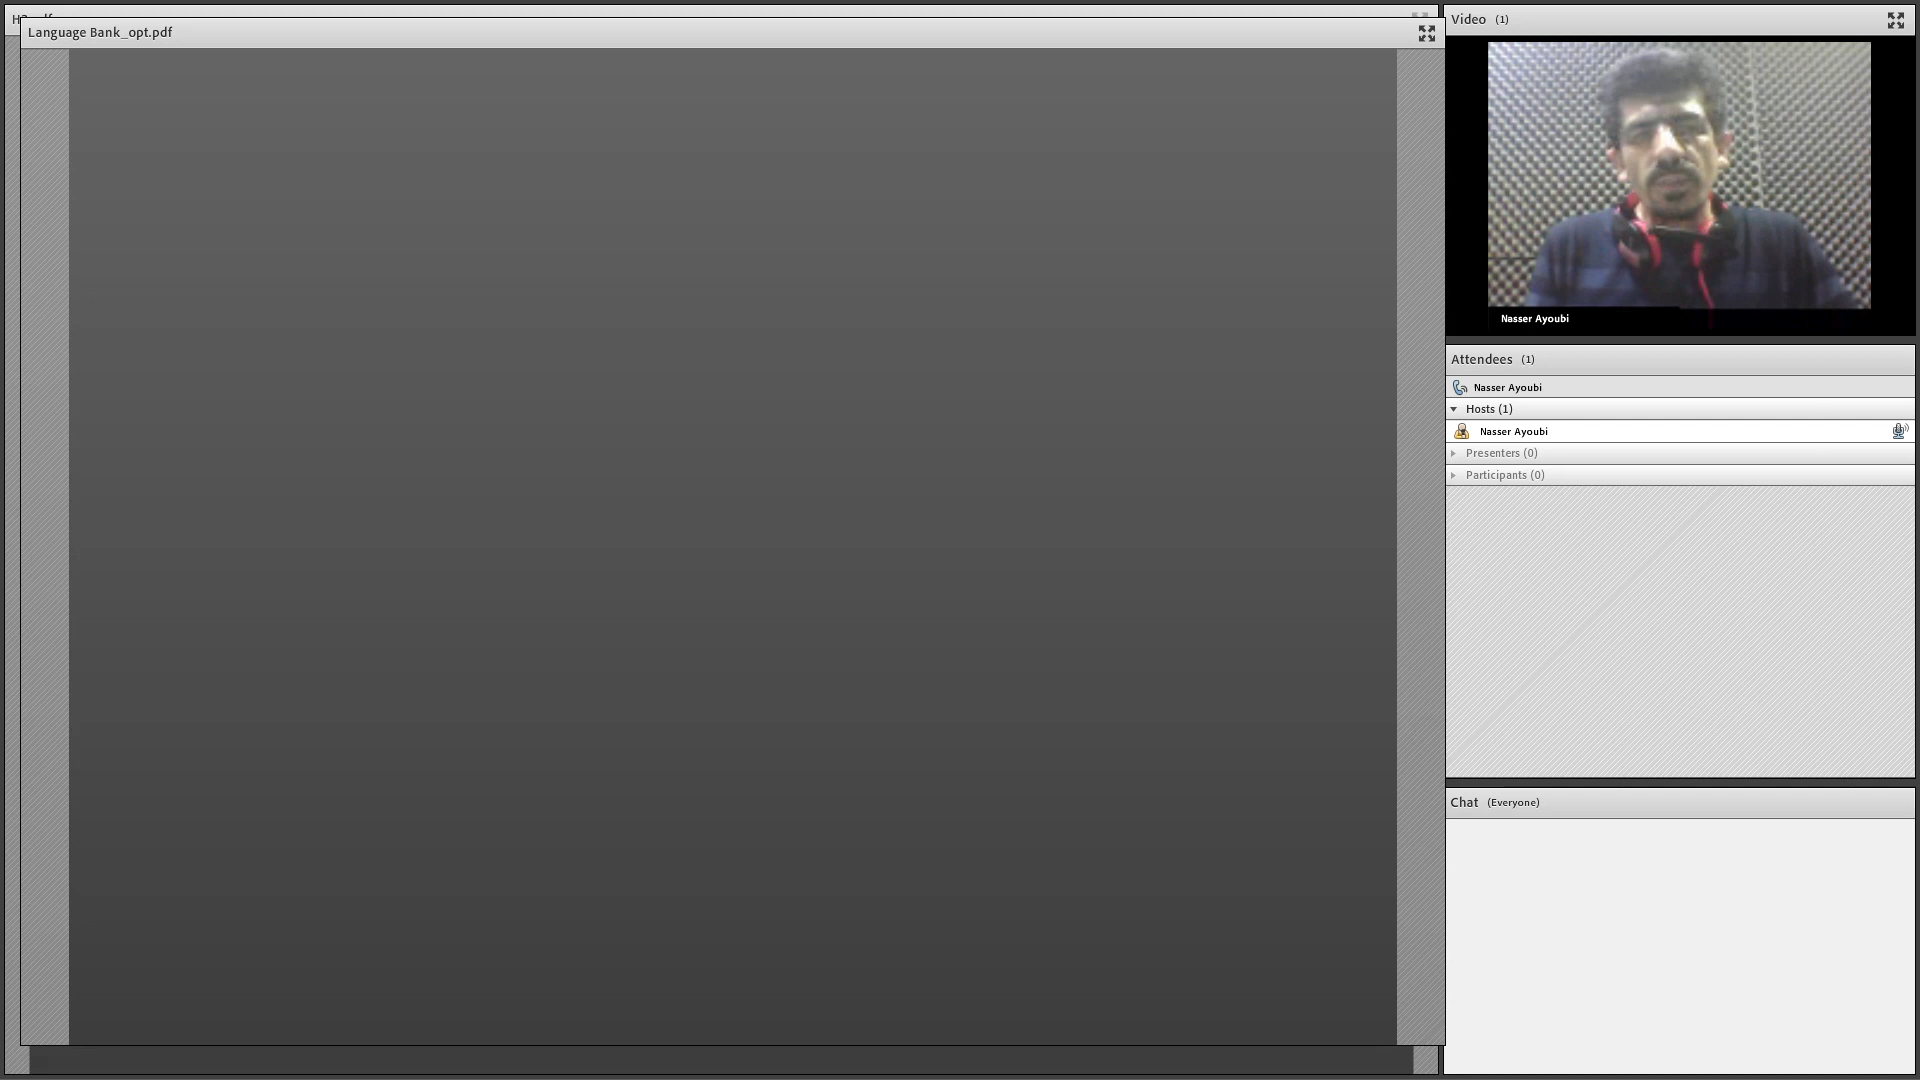 Language Bank_opt.pdf
Video (1)
Nasser Ayoubi
Attendees (1)
Nasser Ayoubi
Hosts (1)
Nasser Ayoubi
Presenters (0)
Participants (0)
Chat (Everyone)